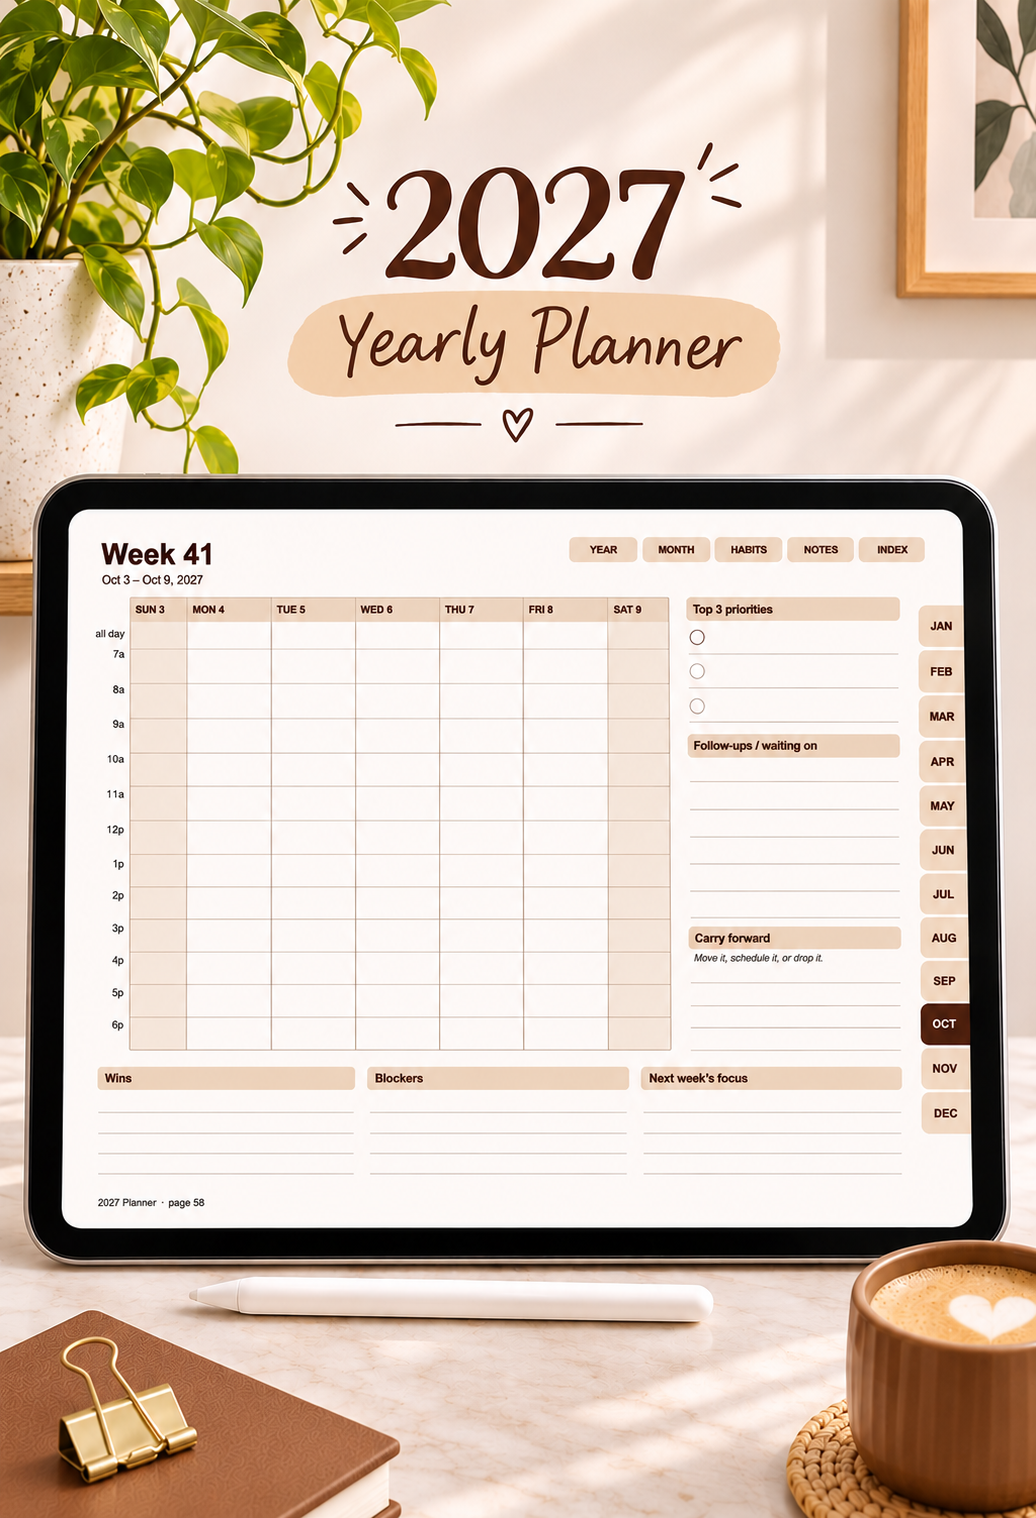 2027
Yearly Planner
Week 41
Oct 3 – Oct 9, 2027
YEAR MONTH HABITS NOTES INDEX
SUN 3 MON 4 TUE 5 WED 6 THU 7 FRI 8 SAT 9
all day
7a
8a
9a
10a
11a
12p
1p
2p
3p
4p
5p
6p
Top 3 priorities
Follow-ups / waiting on
Carry forward
Move it, schedule it, or drop it.
JAN
FEB
MAR
APR
MAY
JUN
JUL
AUG
SEP
OCT
NOV
DEC
Wins
Blockers
Next week's focus
2027 Planner · page 58